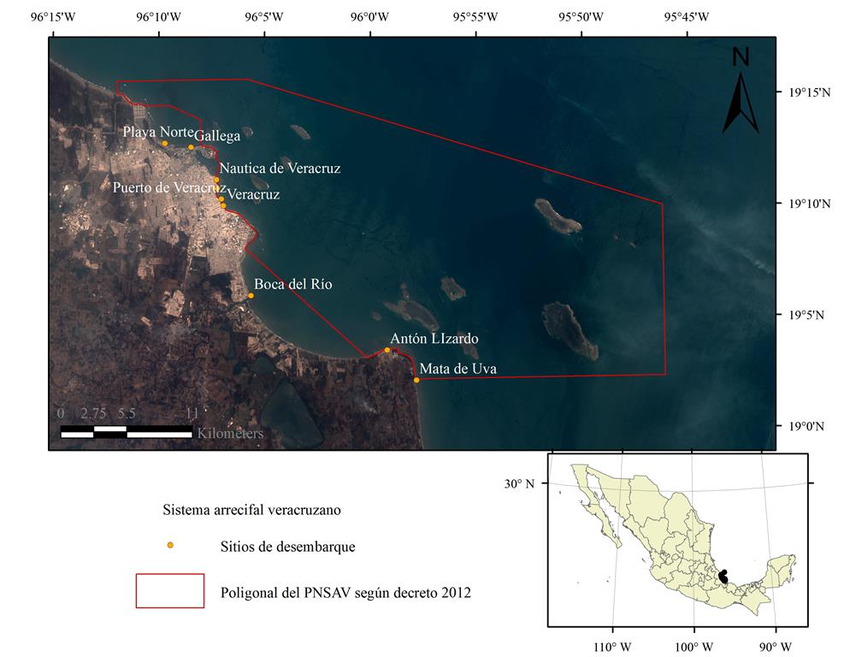 96°15'W 96°10'W 96°5'W 96°0'W 95°55'W 95°50'W 95°45'W
N
19°15'N
Playa Norte Gallega
Nautica de Veracruz
Puerto de Veracruz Veracruz
19°10'N
Boca del Río
19°5'N
Antón LIzardo
Mata de Uva
0 2.75 5.5 11
Kilometers
19°0'N
30° N
Sistema arrecifal veracruzano
Sitios de desembarque
Poligonal del PNSAV según decreto 2012
110° W 100° W 90° W